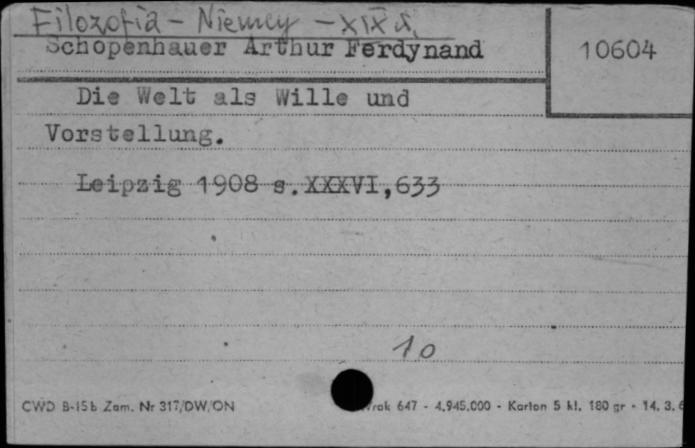 Filozofia - Niemcy - XIX w.
Schopenhauer Arthur Ferdynand
10604
Die Welt als Wille und
Vorstellung.
Leipzig 1908 s.XXXVI,633
10
CWD B-15b Zam. Nr 317/DW/ON
647 - 4.945.000 - Karton 5 kl. 180 gr - 14. 3.